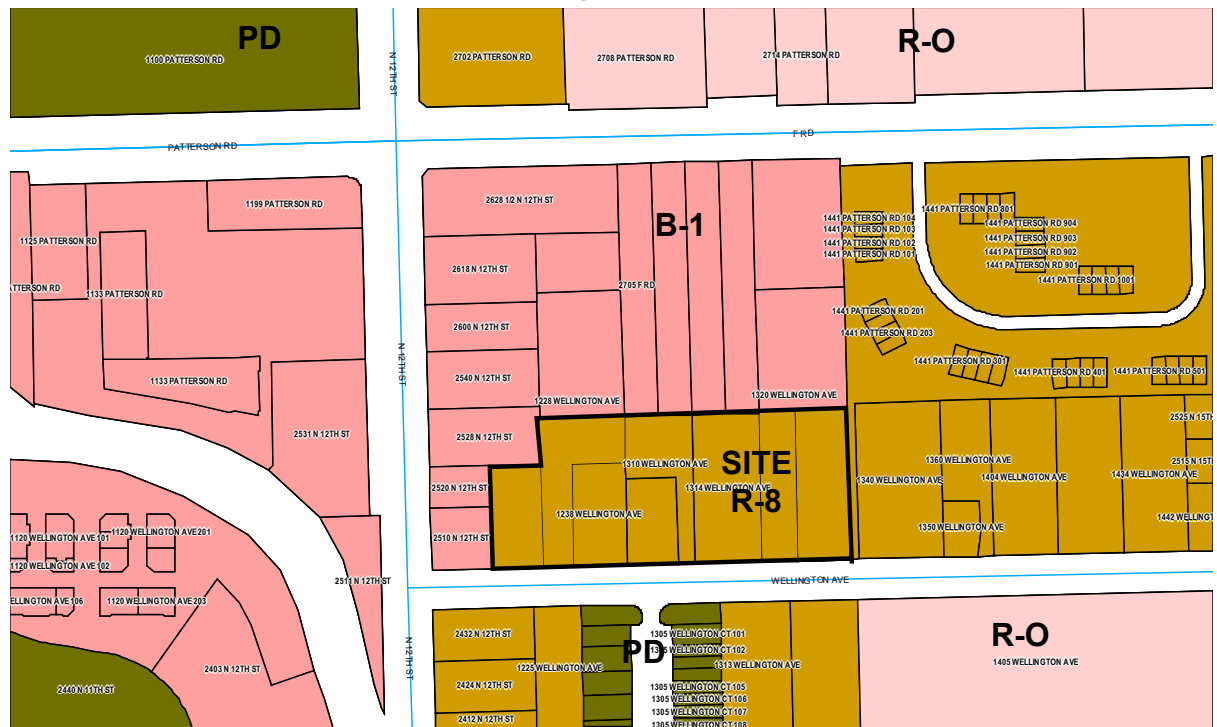 PD
R-O
1100 PATTERSON RD
N 12TH ST
2702 PATTERSON RD
2708 PATTERSON RD
2714 PATTERSON RD
PATTERSON RD
F RD
1199 PATTERSON RD
1125 PATTERSON RD
TTERSON RD
1133 PATTERSON RD
1133 PATTERSON RD
2531 N 12TH ST
N 12TH ST
2628 1/2 N 12TH ST
B-1
2618 N 12TH ST
2705 F RD
2600 N 12TH ST
2540 N 12TH ST
1228 WELLINGTON AVE
1320 WELLINGTON AVE
2528 N 12TH ST
2520 N 12TH ST
2510 N 12TH ST
1441 PATTERSON RD 104
1441 PATTERSON RD 103
1441 PATTERSON RD 102
1441 PATTERSON RD 101
1441 PATTERSON RD 801
1441 PATTERSON RD 904
1441 PATTERSON RD 903
1441 PATTERSON RD 902
1441 PATTERSON RD 901
1441 PATTERSON RD 1001
1441 PATTERSON RD 201
1441 PATTERSON RD 203
1441 PATTERSON RD 301
1441 PATTERSON RD 401
1441 PATTERSON RD 501
1310 WELLINGTON AVE
SITE
R-8
1314 WELLINGTON AVE
1238 WELLINGTON AVE
1340 WELLINGTON AVE
1360 WELLINGTON AVE
1404 WELLINGTON AVE
1434 WELLINGTON AVE
1350 WELLINGTON AVE
2525 N 15TH
2515 N 15TH
1442 WELLINGT
1120 WELLINGTON AVE 101
1120 WELLINGTON AVE 201
1120 WELLINGTON AVE 102
ELLINGTON AVE 106
1120 WELLINGTON AVE 203
2511 N 12TH ST
2403 N 12TH ST
2440 N 11TH ST
WELLINGTON AVE
N 12TH ST
2432 N 12TH ST
2424 N 12TH ST
2412 N 12TH ST
1225 WELLINGTON AVE
PD
1305 WELLINGTON CT 101
1305 WELLINGTON CT 102
1313 WELLINGTON AVE
1305 WELLINGTON CT 105
1305 WELLINGTON CT 106
1305 WELLINGTON CT 107
1305 WELLINGTON CT 108
R-O
1405 WELLINGTON AVE